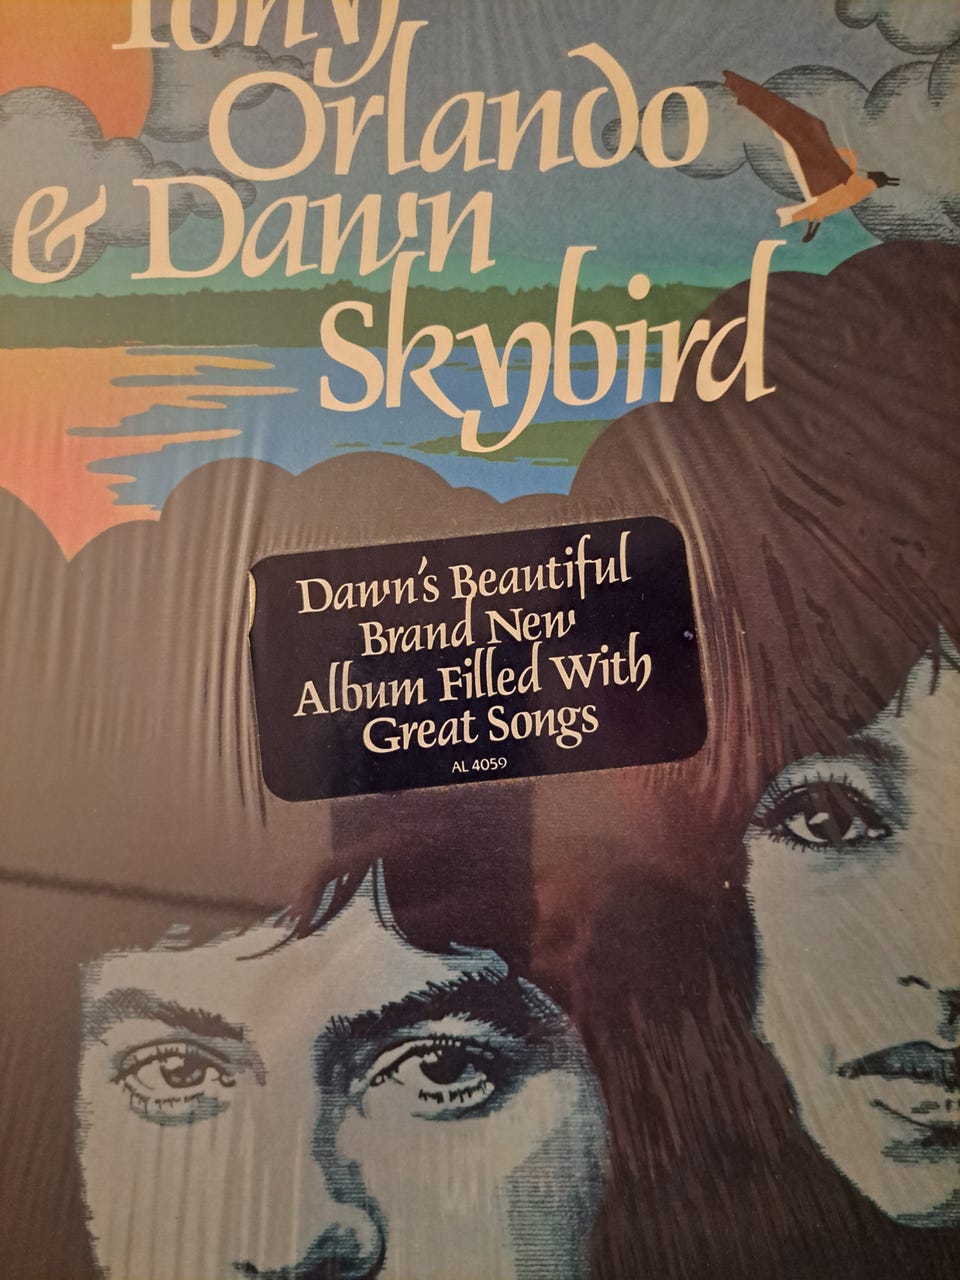 Tony
Orlando
& Dawn
Skybird
Dawn's Beautiful
Brand New
Album Filled With
Great Songs
AL 4059